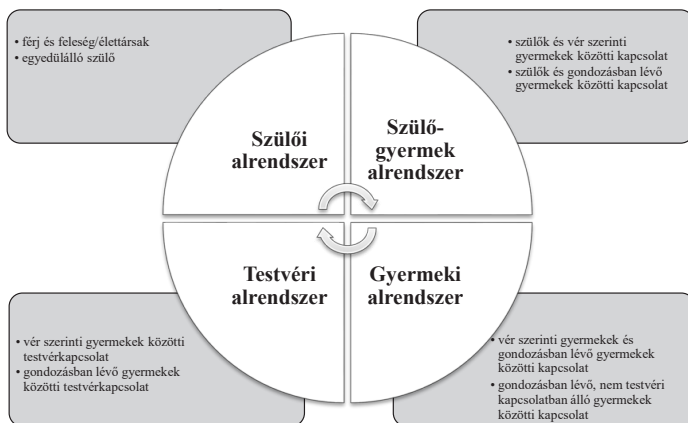 • férj és feleség/élettársak
• egyedülálló szülő
Szülői
alrendszer
• szülők és vér szerinti
gyermekek közötti kapcsolat
• szülők és gondozásban lévő
gyermekek közötti kapcsolat
Szülő-
gyermek
alrendszer
Testvéri
alrendszer
• vér szerinti gyermekek közötti
testvérkapcsolat
• gondozásban lévő gyermekek
közötti testvérkapcsolat
Gyermeki
alrendszer
• vér szerinti gyermekek és
gondozásban lévő gyermekek
közötti kapcsolat
• gondozásban lévő, nem testvéri
kapcsolatban álló gyermekek
közötti kapcsolat